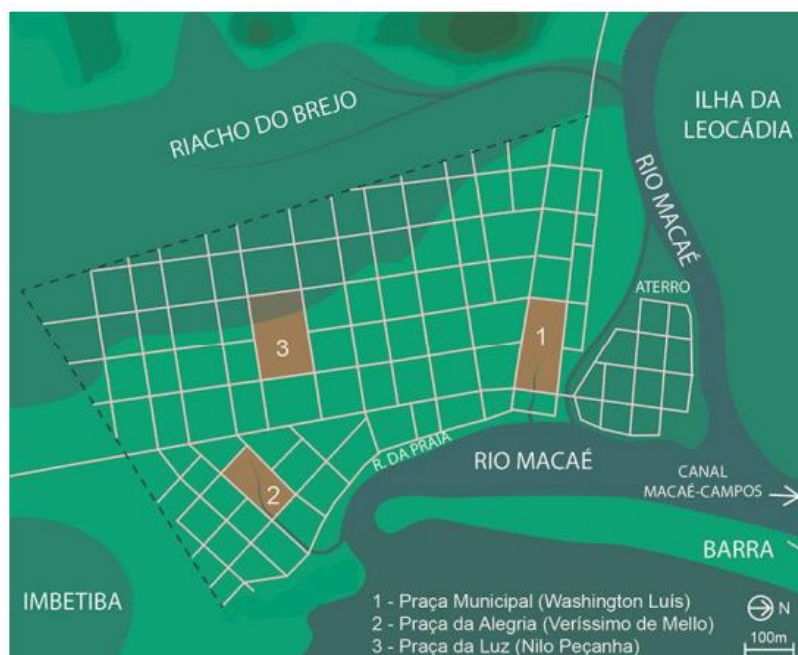 RIACHO DO BREJO
ILHA DA
LEOCÁDIA
RIO MACAÉ
ATERRO
1
3
2
R. DA PRAIA
RIO MACAÉ
CANAL
MACAÉ-CAMPOS
BARRA
IMBETIBA
1 - Praça Municipal (Washington Luís)
2 - Praça da Alegria (Veríssimo de Mello)
3 - Praça da Luz (Nilo Peçanha)
N
100m